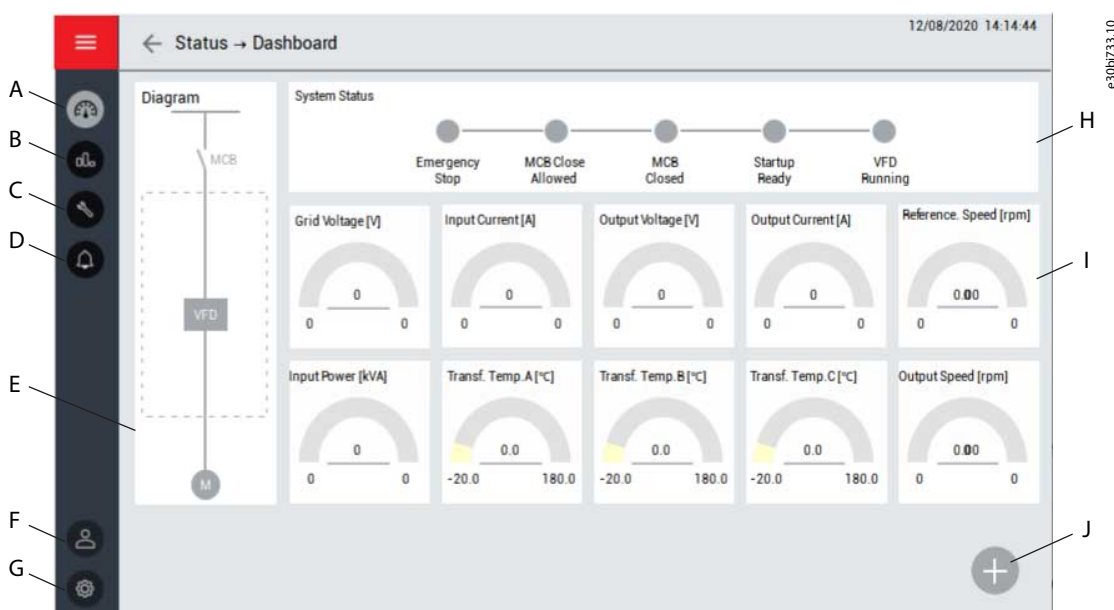 12/08/2020 14:14:44
e30bj733.10
← Status → Dashboard
A
B
C
D
E
F
G
H
I
J
Diagram
MCB
VFD
M
System Status
Emergency
Stop
MCB Close
Allowed
MCB
Closed
Startup
Ready
VFD
Running
Grid Voltage [V]
0
0 0
Input Current [A]
0
0 0
Output Voltage [V]
0
0 0
Output Current [A]
0
0 0
Reference. Speed [rpm]
0.00
0 0
Input Power [kVA]
0
0 0
Transf. Temp.A [°C]
0.0
-20.0 180.0
Transf. Temp.B [°C]
0.0
-20.0 180.0
Transf. Temp.C [°C]
0.0
-20.0 180.0
Output Speed [rpm]
0.00
0 0